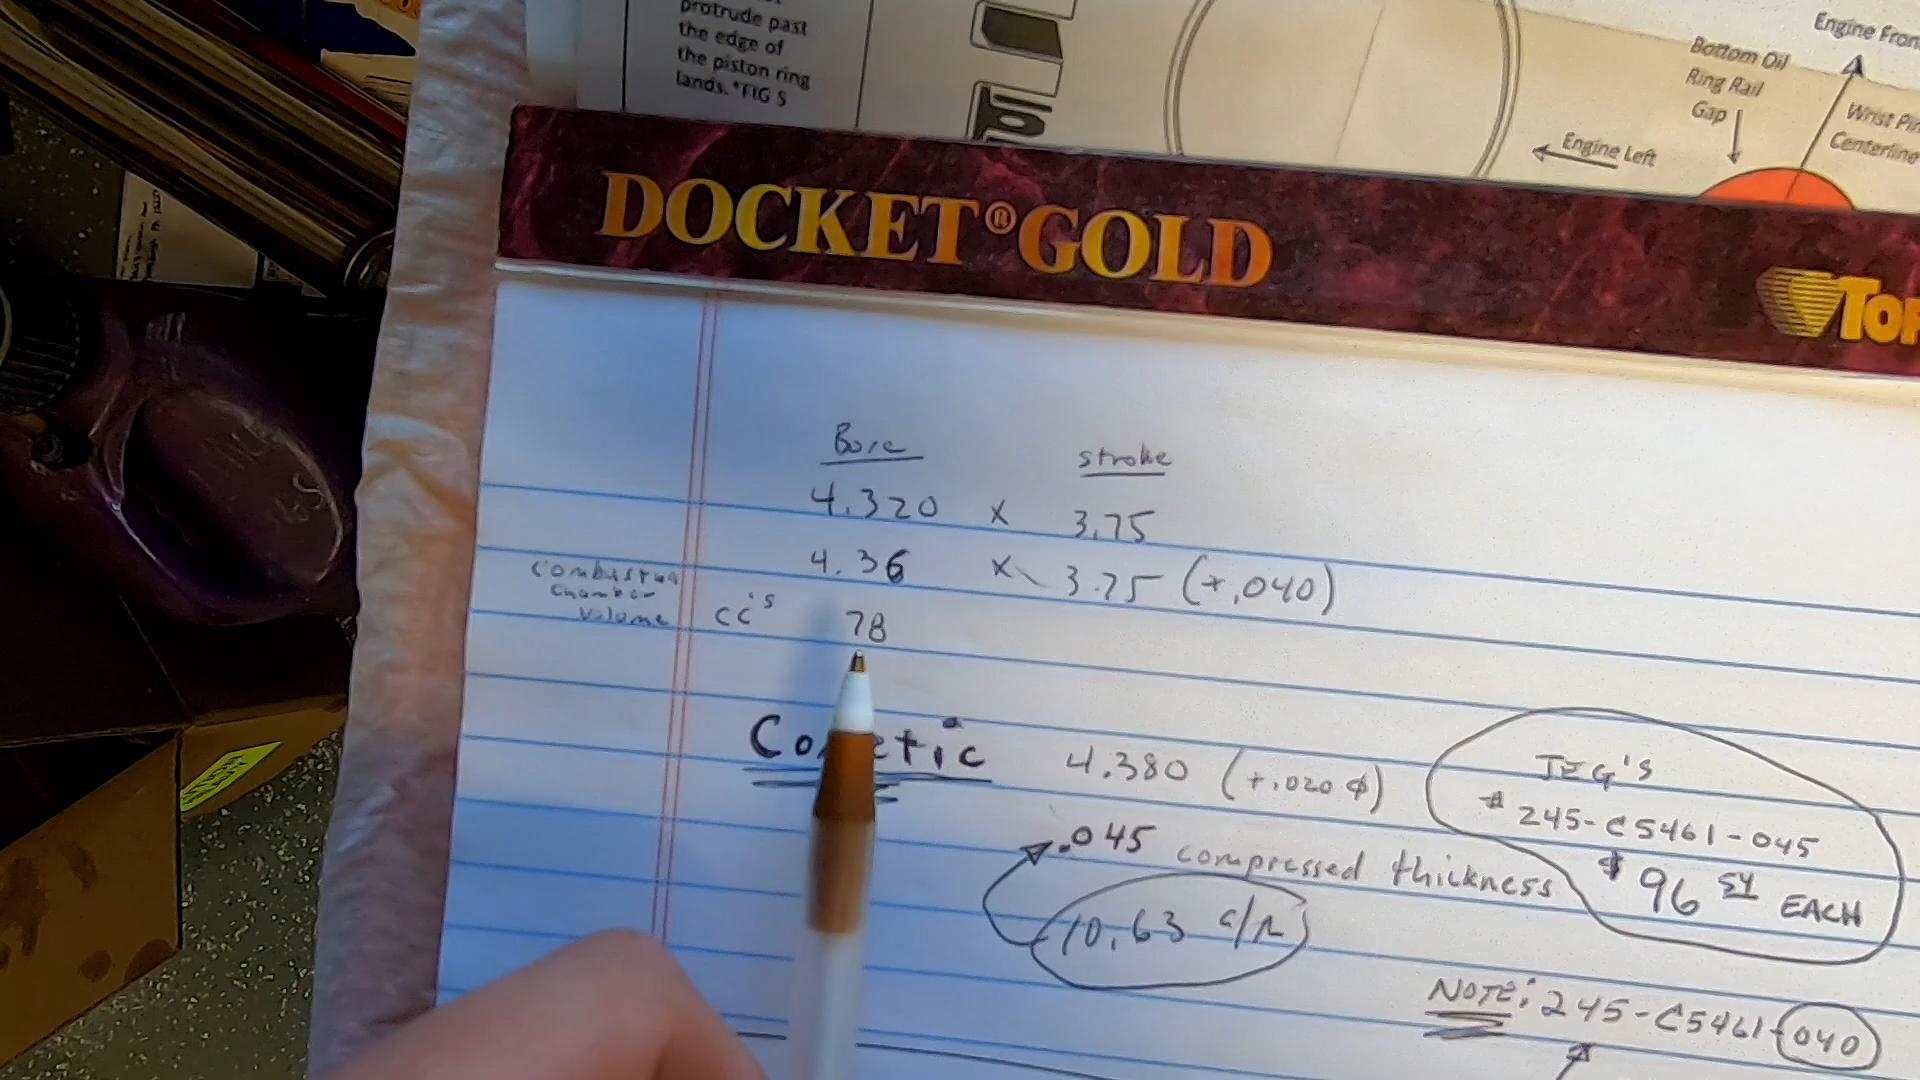 protrude past
the edge of
the piston ring
lands. *FIG 5
Engine Left
Bottom Oil
Ring Rail
Gap
Wrist
Centerline
DOCKET®GOLD
Bore stroke
4.320 x 3.75
4.36 x 3.75 (+.040)
Combustion
Chamber
Volume
cc's 78
4.380 (+.020 ϕ)
.045 compressed thickness
10.63 c/r
JEG'S
# 245-C5461-045
$ 96 54 EACH
NOTE: 245-C5461-040